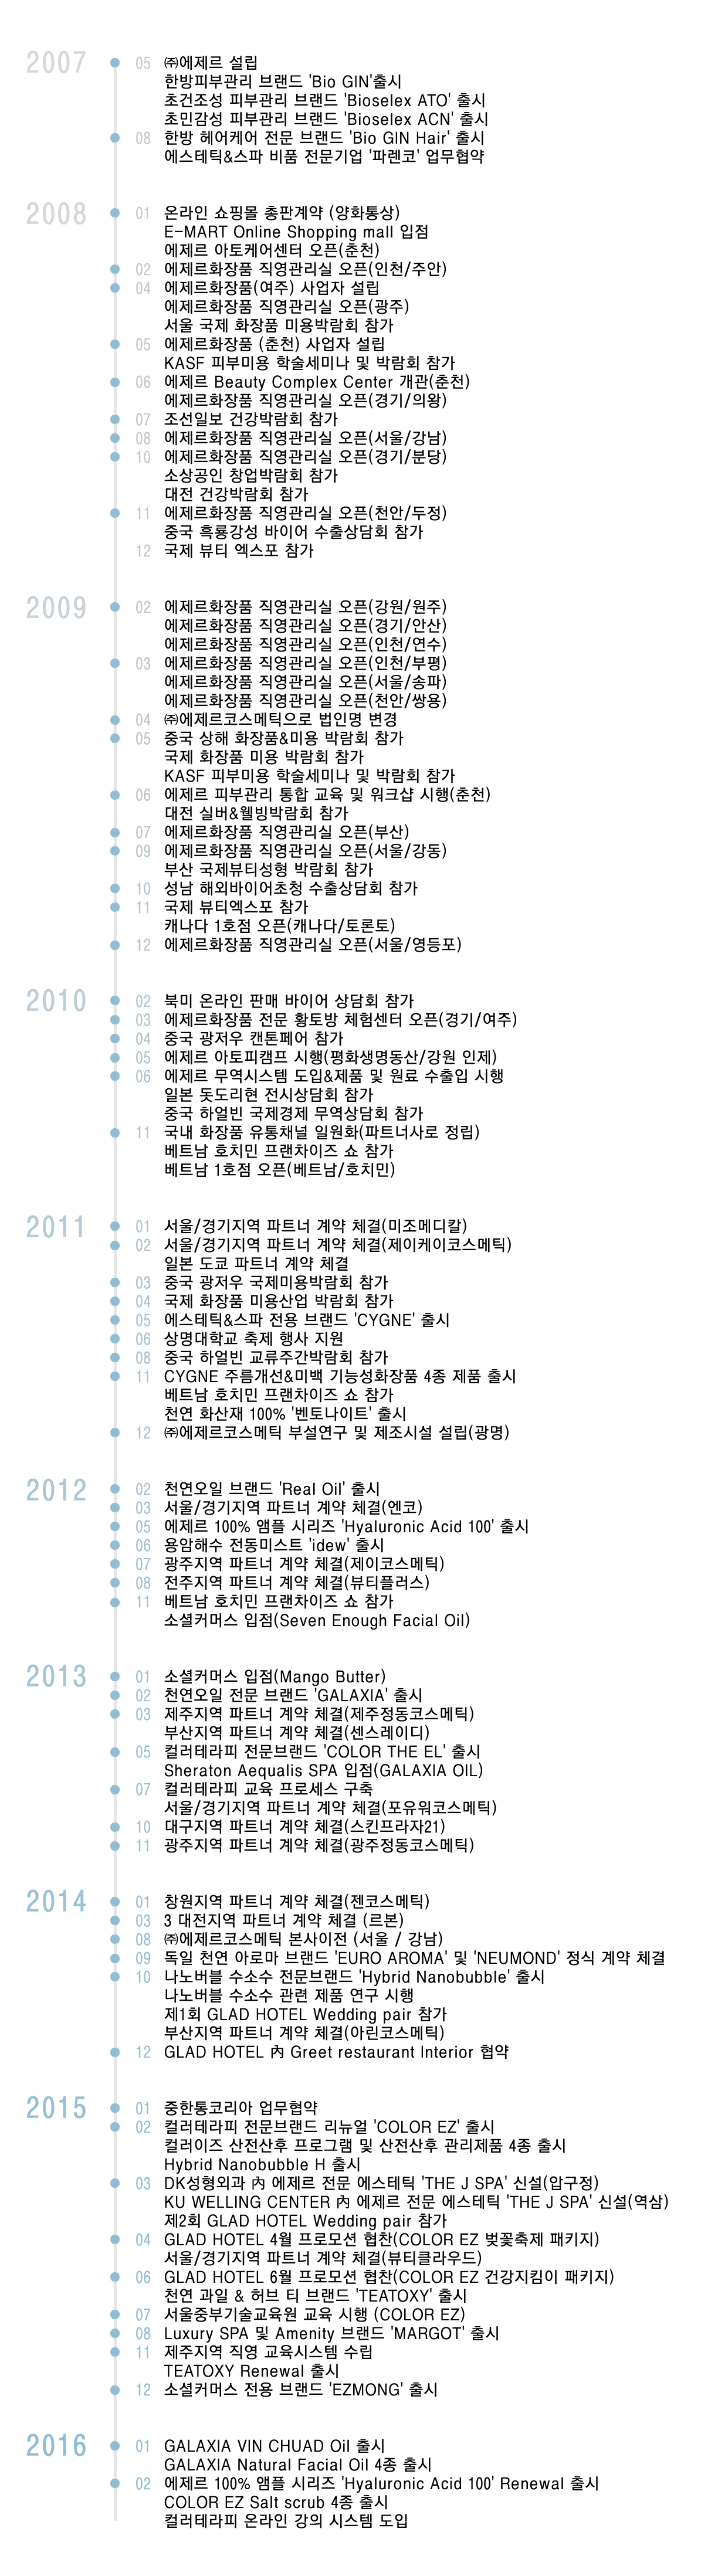 2007 05 ㈜에제르 설립
한방피부관리 브랜드 'Bio GIN'출시
초건조성 피부관리 브랜드 'Bioselex ATO' 출시
초민감성 피부관리 브랜드 'Bioselex ACN' 출시
08 한방 헤어케어 전문 브랜드 'Bio GIN Hair' 출시
에스테틱&스파 비품 전문기업 '파렌코' 업무협약
2008 01 온라인 쇼핑몰 총판계약 (양화통상)
E-MART Online Shopping mall 입점
에제르 아토케어센터 오픈(춘천)
02 에제르화장품 직영관리실 오픈(인천/주안)
04 에제르화장품(여주) 사업자 설립
에제르화장품 직영관리실 오픈(광주)
서울 국제 화장품 미용박람회 참가
05 에제르화장품 (춘천) 사업자 설립
KASF 피부미용 학술세미나 및 박람회 참가
06 에제르 Beauty Complex Center 개관(춘천)
에제르화장품 직영관리실 오픈(경기/의왕)
07 조선일보 건강박람회 참가
08 에제르화장품 직영관리실 오픈(서울/강남)
10 에제르화장품 직영관리실 오픈(경기/분당)
소상공인 창업박람회 참가
대전 건강박람회 참가
11 에제르화장품 직영관리실 오픈(천안/두정)
중국 흑룡강성 바이어 수출상담회 참가
12 국제 뷰티 엑스포 참가
2009 02 에제르화장품 직영관리실 오픈(강원/원주)
에제르화장품 직영관리실 오픈(경기/안산)
에제르화장품 직영관리실 오픈(인천/연수)
03 에제르화장품 직영관리실 오픈(인천/부평)
에제르화장품 직영관리실 오픈(서울/송파)
에제르화장품 직영관리실 오픈(천안/쌍용)
04 ㈜에제르코스메틱으로 법인명 변경
05 중국 상해 화장품&미용 박람회 참가
국제 화장품 미용 박람회 참가
KASF 피부미용 학술세미나 및 박람회 참가
06 에제르 피부관리 통합 교육 및 워크샵 시행(춘천)
대전 실버&웰빙박람회 참가
07 에제르화장품 직영관리실 오픈(부산)
09 에제르화장품 직영관리실 오픈(서울/강동)
부산 국제뷰티성형 박람회 참가
10 성남 해외바이어초청 수출상담회 참가
11 국제 뷰티엑스포 참가
캐나다 1호점 오픈(캐나다/토론토)
12 에제르화장품 직영관리실 오픈(서울/영등포)
2010 02 북미 온라인 판매 바이어 상담회 참가
03 에제르화장품 전문 황토방 체험센터 오픈(경기/여주)
04 중국 광저우 캔톤페어 참가
05 에제르 아토피캠프 시행(평화생명동산/강원 인제)
06 에제르 무역시스템 도입&제품 및 원료 수출입 시행
일본 돗도리현 전시상담회 참가
중국 하얼빈 국제경제 무역상담회 참가
11 국내 화장품 유통채널 일원화(파트너사로 정립)
베트남 호치민 프랜차이즈 쇼 참가
베트남 1호점 오픈(베트남/호치민)
2011 01 서울/경기지역 파트너 계약 체결(미조메디칼)
02 서울/경기지역 파트너 계약 체결(제이케이코스메틱)
일본 도쿄 파트너 계약 체결
03 중국 광저우 국제미용박람회 참가
04 국제 화장품 미용산업 박람회 참가
05 에스테틱&스파 전용 브랜드 'CYGNE' 출시
06 상명대학교 축제 행사 지원
08 중국 하얼빈 교류주간박람회 참가
11 CYGNE 주름개선&미백 기능성화장품 4종 제품 출시
베트남 호치민 프랜차이즈 쇼 참가
천연 화산재 100% '벤토나이트' 출시
12 ㈜에제르코스메틱 부설연구 및 제조시설 설립(광명)
2012 02 천연오일 브랜드 'Real Oil' 출시
03 서울/경기지역 파트너 계약 체결(엔코)
05 에제르 100% 앰플 시리즈 'Hyaluronic Acid 100' 출시
06 용암해수 전동미스트 'idew' 출시
07 광주지역 파트너 계약 체결(제이코스메틱)
08 전주지역 파트너 계약 체결(뷰티플러스)
11 베트남 호치민 프랜차이즈 쇼 참가
소셜커머스 입점(Seven Enough Facial Oil)
2013 01 소셜커머스 입점(Mango Butter)
02 천연오일 전문 브랜드 'GALAXIA' 출시
03 제주지역 파트너 계약 체결(제주정동코스메틱)
부산지역 파트너 계약 체결(센스레이디)
05 컬러테라피 전문브랜드 'COLOR THE EL' 출시
Sheraton Aequalis SPA 입점(GALAXIA OIL)
07 컬러테라피 교육 프로세스 구축
서울/경기지역 파트너 계약 체결(포유워코스메틱)
10 대구지역 파트너 계약 체결(스킨프라자21)
11 광주지역 파트너 계약 체결(광주정동코스메틱)
2014 01 창원지역 파트너 계약 체결(젠코스메틱)
03 3 대전지역 파트너 계약 체결 (르본)
08 ㈜에제르코스메틱 본사이전 (서울 / 강남)
09 독일 천연 아로마 브랜드 'EURO AROMA' 및 'NEUMOND' 정식 계약 체결
10 나노버블 수소수 전문브랜드 'Hybrid Nanobubble' 출시
나노버블 수소수 관련 제품 연구 시행
제1회 GLAD HOTEL Wedding pair 참가
부산지역 파트너 계약 체결(아린코스메틱)
12 GLAD HOTEL 內 Greet restaurant Interior 협약
2015 01 중한통코리아 업무협약
02 컬러테라피 전문브랜드 리뉴얼 'COLOR EZ' 출시
컬러이즈 산전산후 프로그램 및 산전산후 관리제품 4종 출시
Hybrid Nanobubble H 출시
03 DK성형외과 內 에제르 전문 에스테틱 'THE J SPA' 신설(압구정)
KU WELLING CENTER 內 에제르 전문 에스테틱 'THE J SPA' 신설(역삼)
제2회 GLAD HOTEL Wedding pair 참가
04 GLAD HOTEL 4월 프로모션 협찬(COLOR EZ 벚꽃축제 패키지)
서울/경기지역 파트너 계약 체결(뷰티클라우드)
06 GLAD HOTEL 6월 프로모션 협찬(COLOR EZ 건강지킴이 패키지)
천연 과일 & 허브 티 브랜드 'TEATOXY' 출시
07 서울중부기술교육원 교육 시행 (COLOR EZ)
08 Luxury SPA 및 Amenity 브랜드 'MARGOT' 출시
11 제주지역 직영 교육시스템 수립
TEATOXY Renewal 출시
12 소셜커머스 전용 브랜드 'EZMONG' 출시
2016 01 GALAXIA VIN CHUAD Oil 출시
GALAXIA Natural Facial Oil 4종 출시
02 에제르 100% 앰플 시리즈 'Hyaluronic Acid 100' Renewal 출시
COLOR EZ Salt scrub 4종 출시
컬러테라피 온라인 강의 시스템 도입